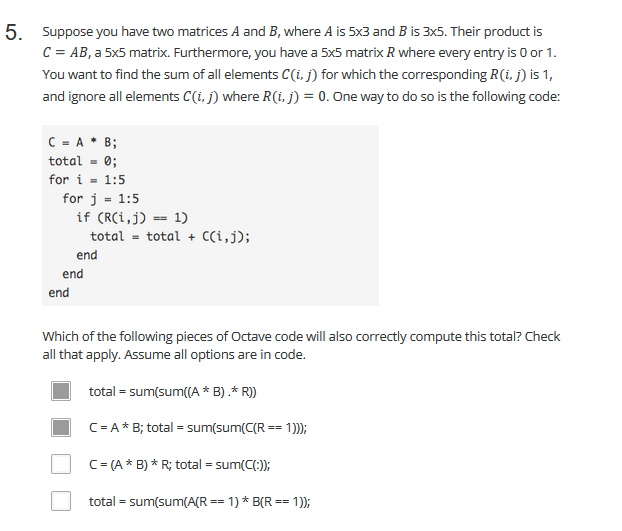 5. Suppose you have two matrices A and B, where A is 5x3 and B is 3x5. Their product is
C = AB, a 5x5 matrix. Furthermore, you have a 5x5 matrix R where every entry is 0 or 1.
You want to find the sum of all elements C(i, j) for which the corresponding R(i, j) is 1,
and ignore all elements C(i, j) where R(i, j) = 0. One way to do so is the following code:
C = A * B;
total = 0;
for i = 1:5
for j = 1:5
if (R(i,j) == 1)
total = total + C(i,j);
end
end
end
Which of the following pieces of Octave code will also correctly compute this total? Check
all that apply. Assume all options are in code.
total = sum(sum((A * B) .* R))
C = A * B; total = sum(sum(C(R == 1)));
C = (A * B) * R; total = sum(C(:));
total = sum(sum(A(R == 1) * B(R == 1));